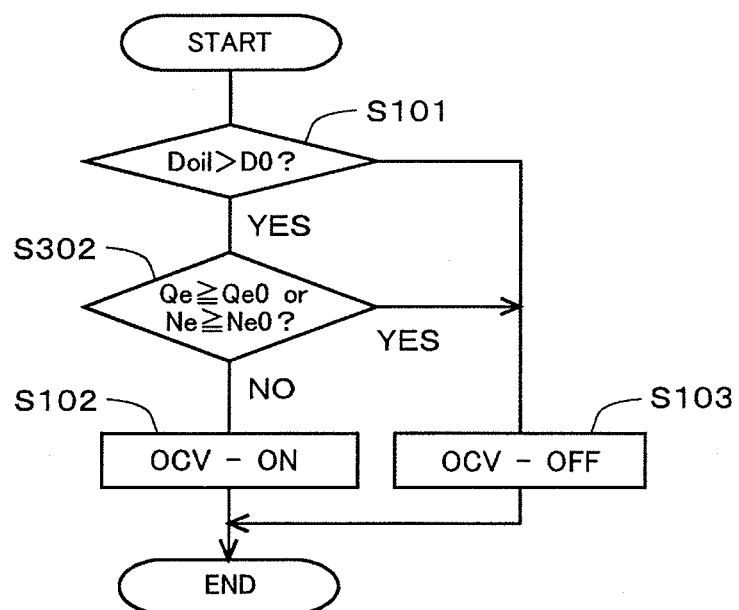 START
S101
Doil>D0?
YES
S302
Qe≧Qe0 or
Ne≧Ne0?
YES
NO
S102
S103
OCV - ON
OCV - OFF
END